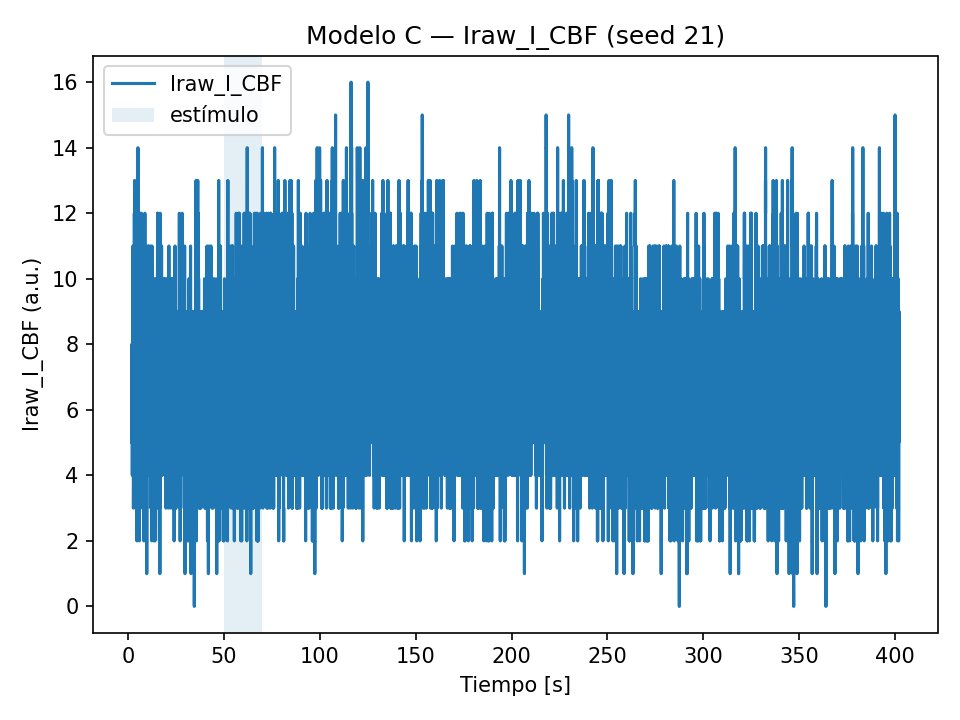 Modelo C — Iraw_I_CBF (seed 21)
Iraw_I_CBF
estímulo
Iraw_I_CBF (a.u.)
16
14
12
10
8
6
4
2
0
0 50 100 150 200 250 300 350 400
Tiempo [s]